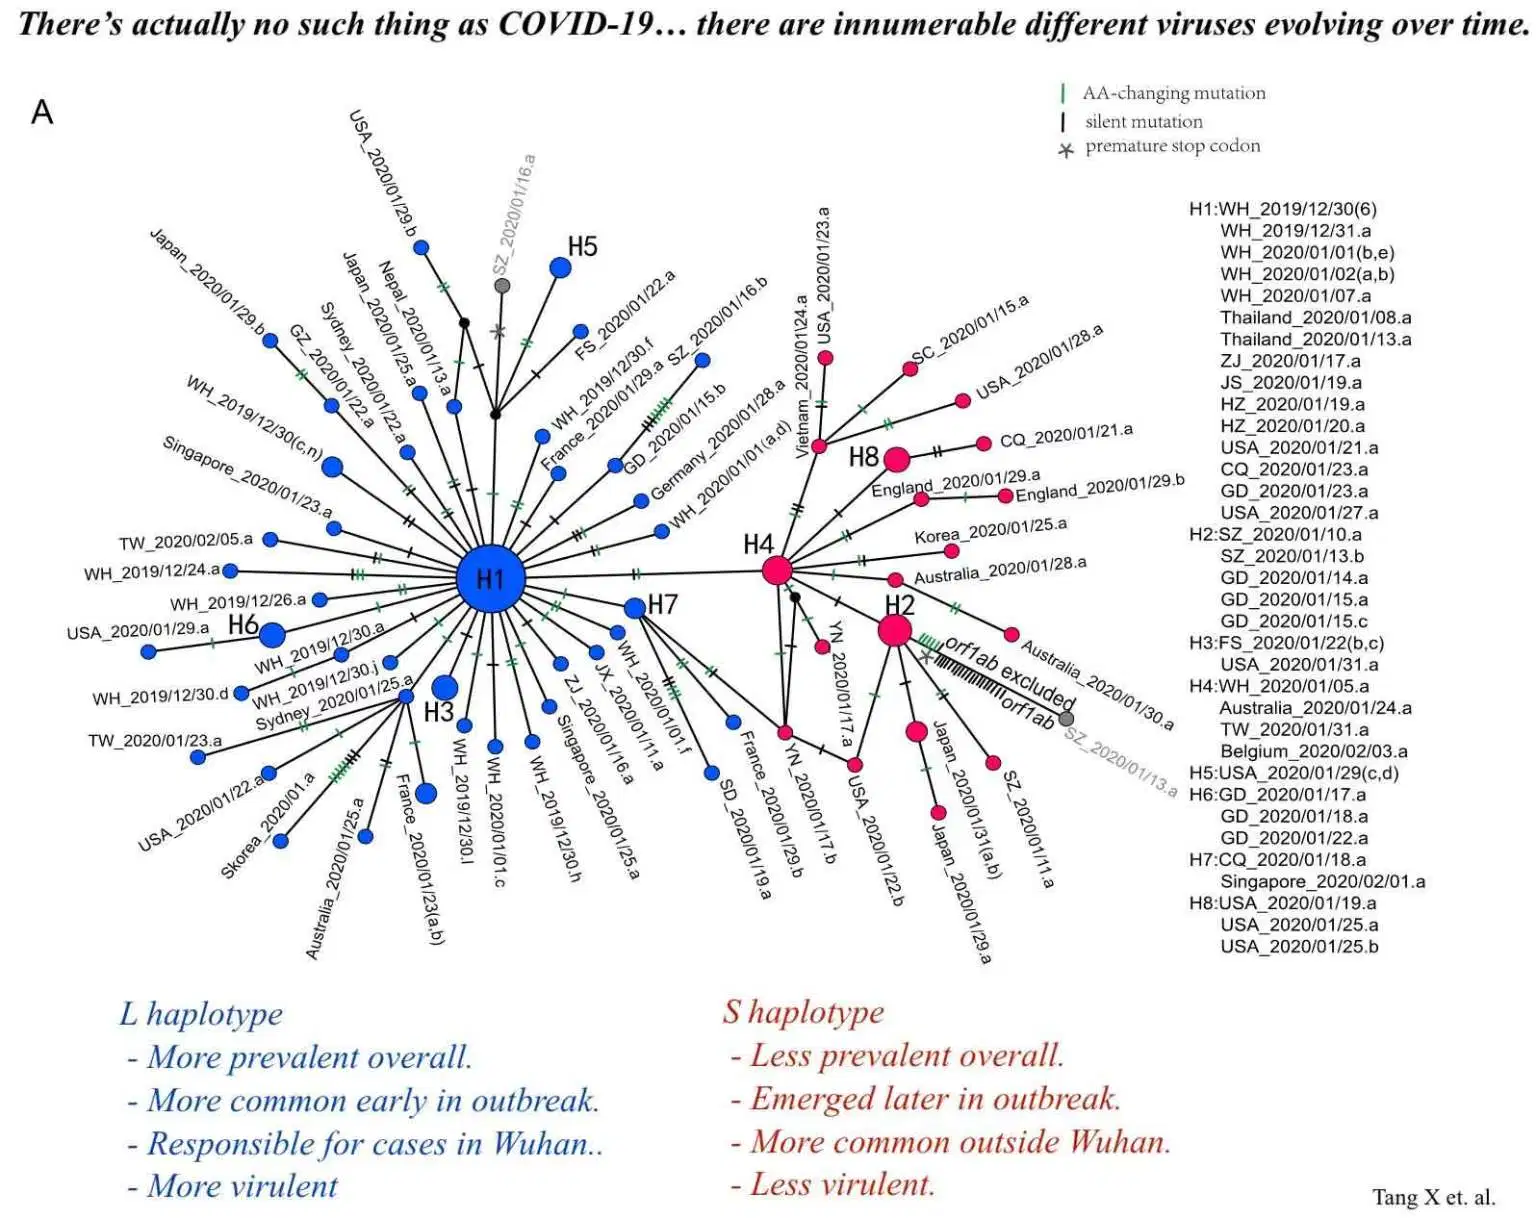 There's actually no such thing as COVID-19… there are innumerable different viruses evolving over time.
A
AA-changing mutation
silent mutation
premature stop codon
USA_2020/01/29.b
SZ_2020/01/16.a
H5
Japan_2020/01/29.b
GZ_2020/01/22.a
Sydney_2020/01/22.a
Japan_2020/01/25.a
Nepal_2020/01/13.a
FS_2020/01/22.a
WH_2019/12/30.f
SZ_2020/01/16.b
France_2020/01/29.a
GD_2020/01/15.b
Germany_2020/01/28.a
WH_2020/01/01(a,d)
WH_2019/12/30(c,n)
Singapore_2020/01/23.a
TW_2020/02/05.a
WH_2019/12/24.a
WH_2019/12/26.a
USA_2020/01/29.a
H6
H1
WH_2019/12/30.a
WH_2019/12/30.d
WH_2019/12/30.j
Sydney_2020/01/25.a
H3
TW_2020/01/23.a
USA_2020/01/22.a
Skorea_2020/01.a
Australia_2020/01/25.a
France_2020/01/23(a,b)
WH_2019/12/30.l
WH_2020/01/01.c
WH_2019/12/30.h
Singapore_2020/01/25.a
ZJ_2020/01/16.a
JX_2020/01/11.a
WH_2020/01/01.f
H7
SD_2020/01/19.a
France_2020/01/29.b
YN_2020/01/17.b
USA_2020/01/22.b
YN_2020/01/17.a
H4
Vietnam_2020/01/24.a
USA_2020/01/23.a
SC_2020/01/15.a
USA_2020/01/28.a
H8
CQ_2020/01/21.a
England_2020/01/29.a
England_2020/01/29.b
Korea_2020/01/25.a
Australia_2020/01/28.a
H2
Australia_2020/01/30.a
orf1ab excluded
orf1ab
SZ_2020/01/13.a
Japan_2020/01/31(a,b)
Japan_2020/01/29.a
SZ_2020/01/11.a
H1:WH_2019/12/30(6)
WH_2019/12/31.a
WH_2020/01/01(b,e)
WH_2020/01/02(a,b)
WH_2020/01/07.a
Thailand_2020/01/08.a
Thailand_2020/01/13.a
ZJ_2020/01/17.a
JS_2020/01/19.a
HZ_2020/01/19.a
HZ_2020/01/20.a
USA_2020/01/21.a
CQ_2020/01/23.a
GD_2020/01/23.a
USA_2020/01/27.a
H2:SZ_2020/01/10.a
SZ_2020/01/13.b
GD_2020/01/14.a
GD_2020/01/15.a
GD_2020/01/15.c
H3:FS_2020/01/22(b,c)
USA_2020/01/31.a
H4:WH_2020/01/05.a
Australia_2020/01/24.a
TW_2020/01/31.a
Belgium_2020/02/03.a
H5:USA_2020/01/29(c,d)
H6:GD_2020/01/17.a
GD_2020/01/18.a
GD_2020/01/22.a
H7:CQ_2020/01/18.a
Singapore_2020/02/01.a
H8:USA_2020/01/19.a
USA_2020/01/25.a
USA_2020/01/25.b
L haplotype
- More prevalent overall.
- More common early in outbreak.
- Responsible for cases in Wuhan..
- More virulent
S haplotype
- Less prevalent overall.
- Emerged later in outbreak.
- More common outside Wuhan.
- Less virulent.
Tang X et. al.